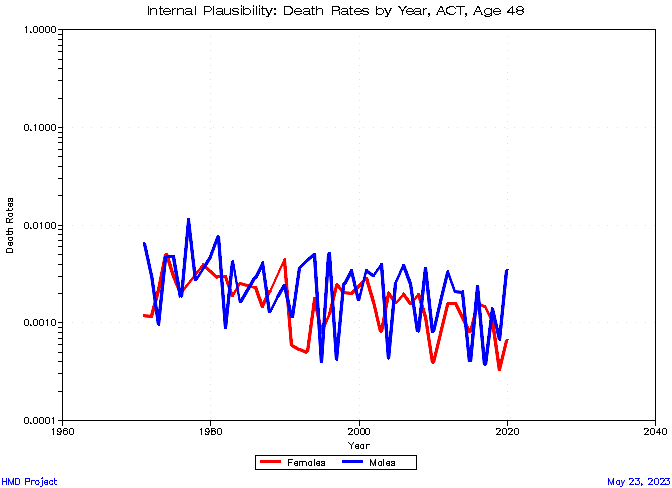 Internal Plausibility: Death Rates by Year, ACT, Age 48
1.0000
0.1000
0.0100
0.0010
0.0001
Death Rates
1960 1980 2000 2020 2040
Year
Females Males
HMD Project May 23, 2023